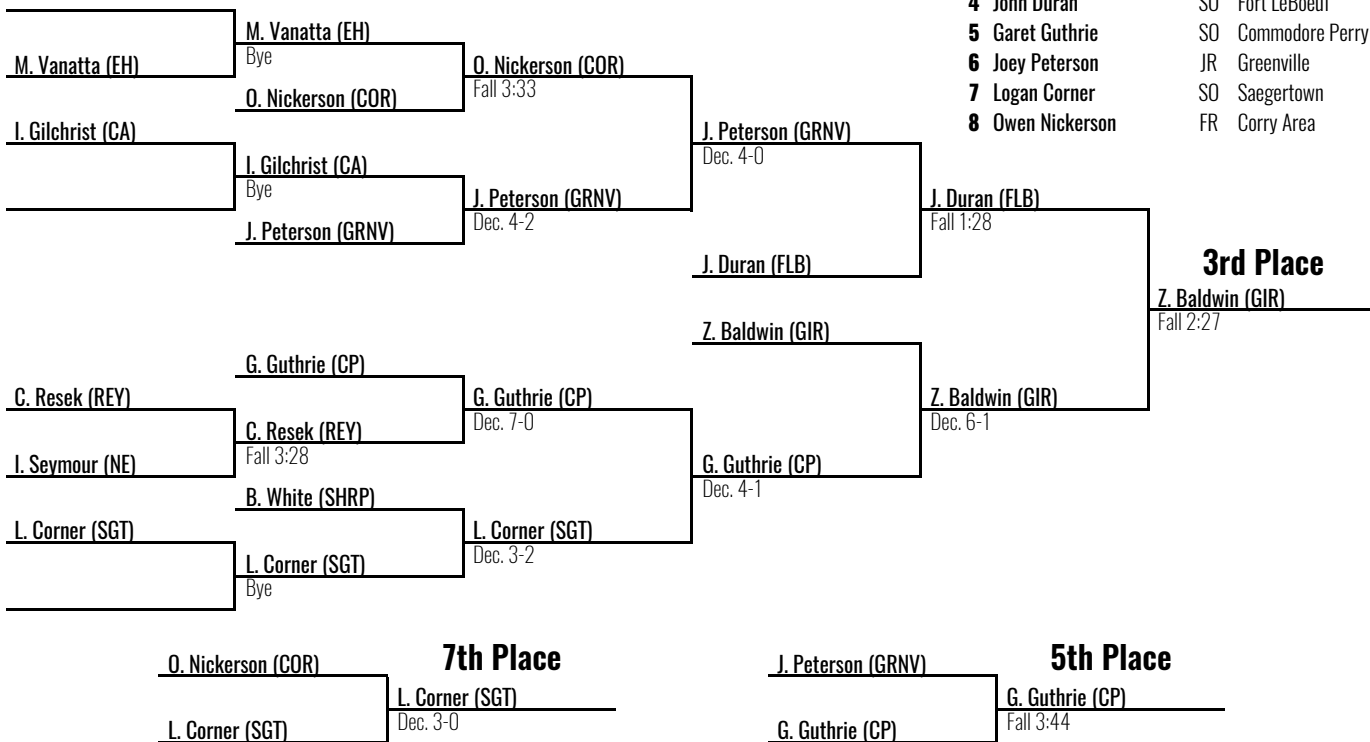 4 John Duran SO Fort LeBoeuf
5 Garet Guthrie SO Commodore Perry
6 Joey Peterson JR Greenville
7 Logan Corner SO Saegertown
8 Owen Nickerson FR Corry Area
M. Vanatta (EH)
M. Vanatta (EH)
Bye
O. Nickerson (COR)
O. Nickerson (COR)
Fall 3:33
I. Gilchrist (CA)
I. Gilchrist (CA)
Bye
J. Peterson (GRNV)
J. Peterson (GRNV)
Dec. 4-2
J. Peterson (GRNV)
Dec. 4-0
J. Duran (FLB)
J. Duran (FLB)
Fall 1:28
3rd Place
Z. Baldwin (GIR)
Fall 2:27
Z. Baldwin (GIR)
Z. Baldwin (GIR)
Dec. 6-1
G. Guthrie (CP)
C. Resek (REY)
I. Seymour (NE)
C. Resek (REY)
Fall 3:28
G. Guthrie (CP)
Dec. 7-0
G. Guthrie (CP)
Dec. 4-1
B. White (SHRP)
L. Corner (SGT)
L. Corner (SGT)
Bye
L. Corner (SGT)
Dec. 3-2
7th Place
O. Nickerson (COR)
L. Corner (SGT)
L. Corner (SGT)
Dec. 3-0
5th Place
J. Peterson (GRNV)
G. Guthrie (CP)
G. Guthrie (CP)
Fall 3:44